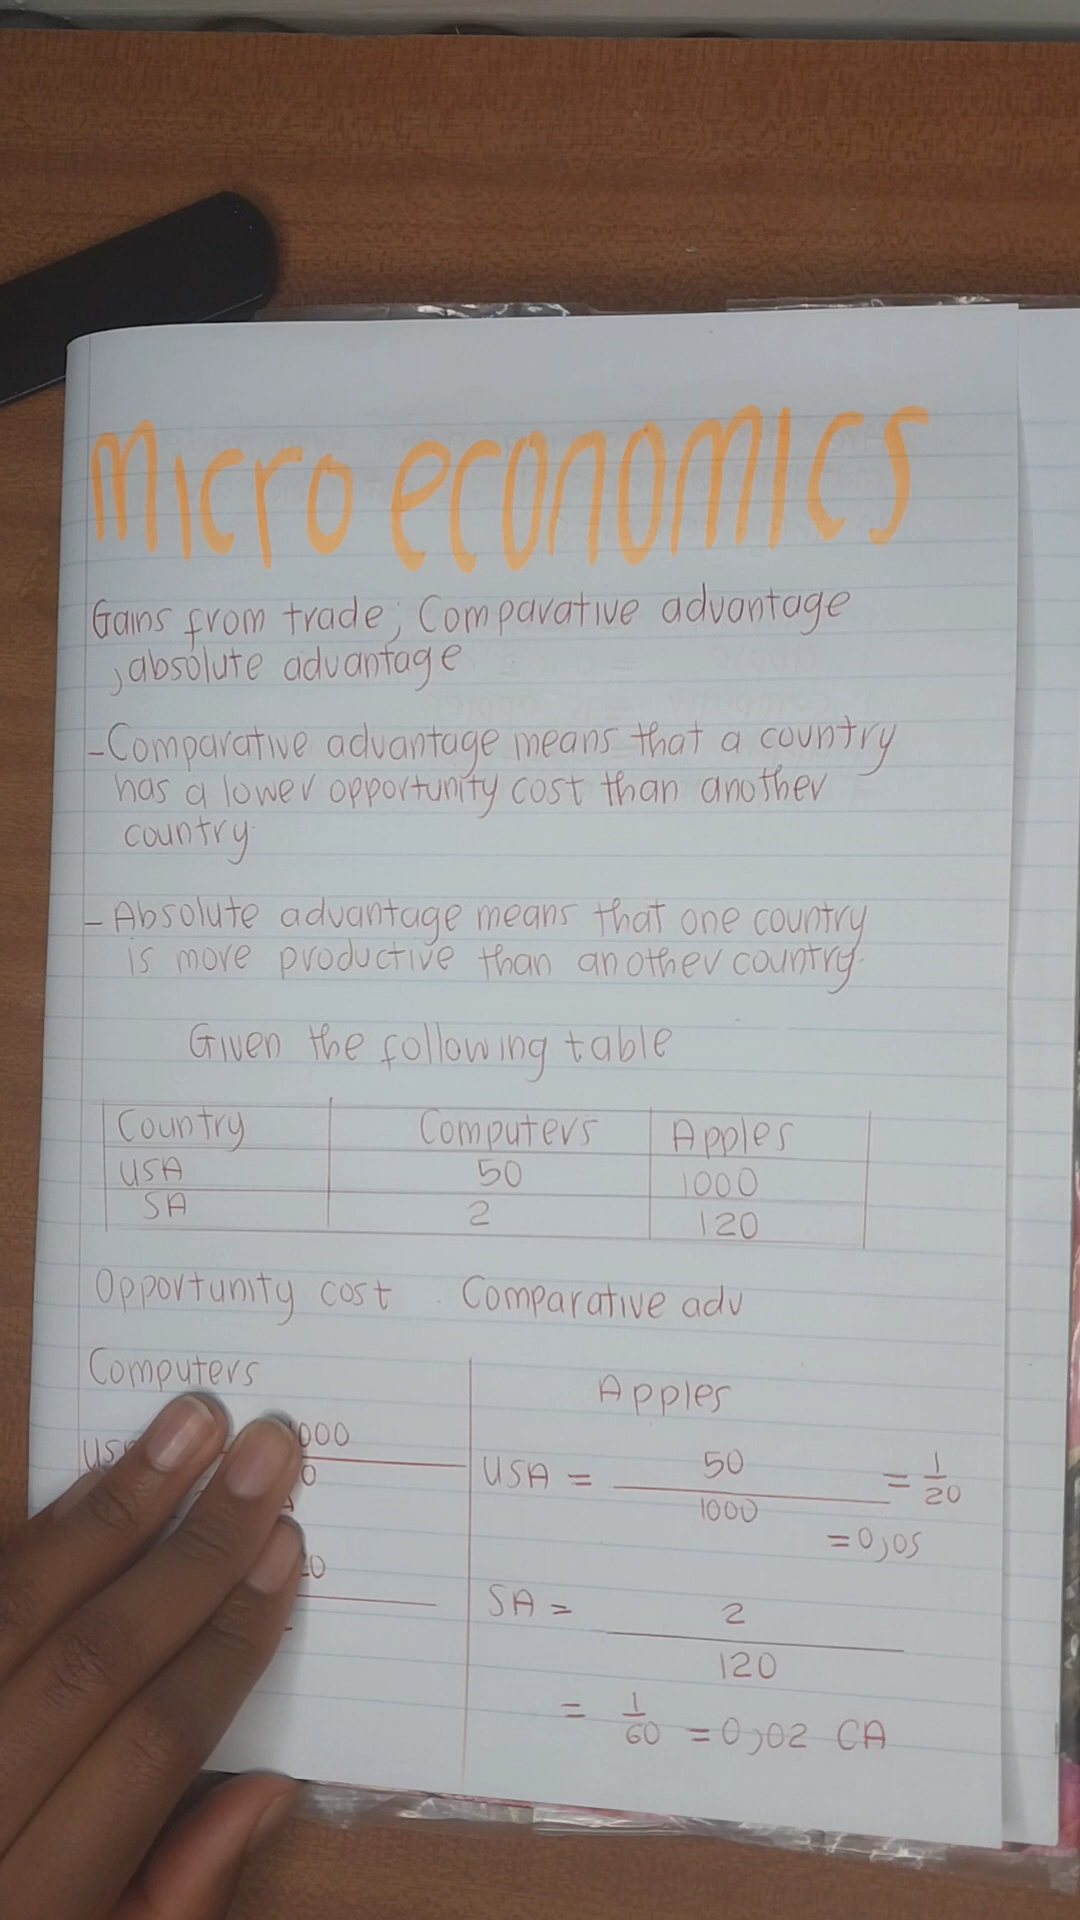 Micro economics
Gains from trade, Comparative advantage
, absolute advantage
- Comparative advantage means that a country
has a lower opportunity cost than another
country.
- Absolute advantage means that one country
is more productive than another country.
Given the following table
Country Computers Apples
USA 50 1000
SA 2 120
Opportunity cost . Comparative adv
Computers
000
0
20
Apples
USA = 50/1000 = 1/20
= 0,05
SA = 2/120
= 1/60 = 0,02 CA